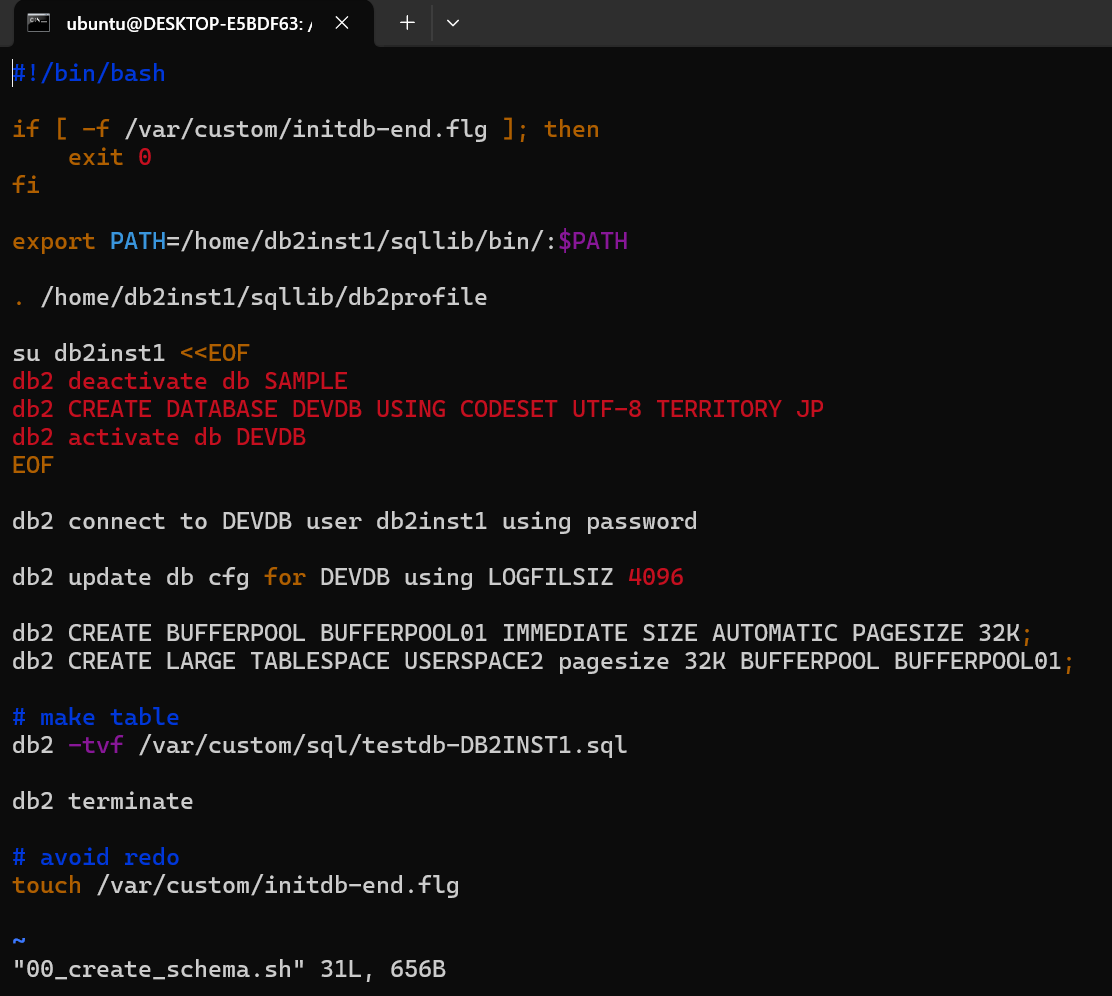 ubuntu@DESKTOP-E5BDF63: /
#!/bin/bash
if [ -f /var/custom/initdb-end.flg ]; then
    exit 0
fi
export PATH=/home/db2inst1/sqllib/bin/:$PATH
. /home/db2inst1/sqllib/db2profile
su db2inst1 <<EOF
db2 deactivate db SAMPLE
db2 CREATE DATABASE DEVDB USING CODESET UTF-8 TERRITORY JP
db2 activate db DEVDB
EOF
db2 connect to DEVDB user db2inst1 using password
db2 update db cfg for DEVDB using LOGFILSIZ 4096
db2 CREATE BUFFERPOOL BUFFERPOOL01 IMMEDIATE SIZE AUTOMATIC PAGESIZE 32K;
db2 CREATE LARGE TABLESPACE USERSPACE2 pagesize 32K BUFFERPOOL BUFFERPOOL01;
# make table
db2 -tvf /var/custom/sql/testdb-DB2INST1.sql
db2 terminate
# avoid redo
touch /var/custom/initdb-end.flg
~
"00_create_schema.sh" 31L, 656B